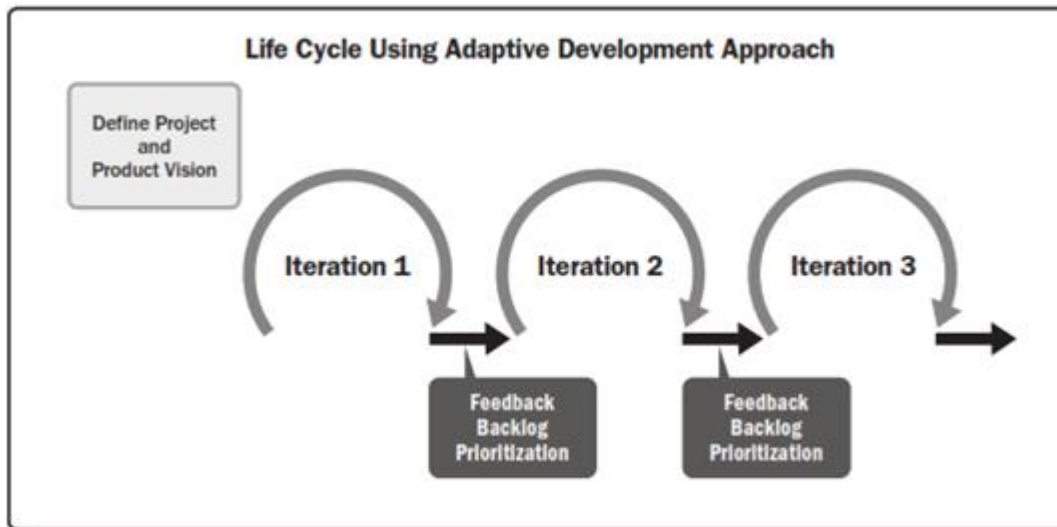 Life Cycle Using Adaptive Development Approach
Define Project
and
Product Vision
Iteration 1
Iteration 2
Iteration 3
Feedback
Backlog
Prioritization
Feedback
Backlog
Prioritization